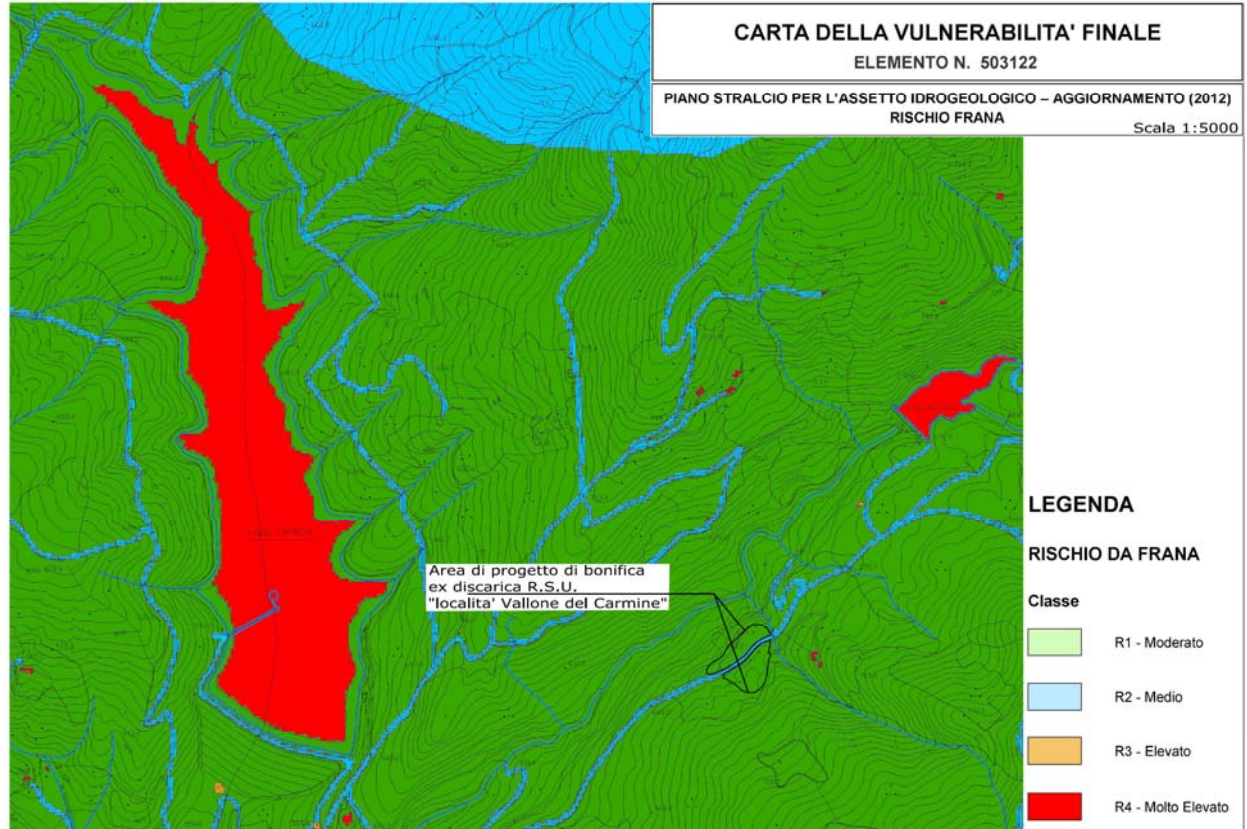 CARTA DELLA VULNERABILITA' FINALE
ELEMENTO N. 503122
PIANO STRALCIO PER L'ASSETTO IDROGEOLOGICO – AGGIORNAMENTO (2012)
RISCHIO FRANA
Scala 1:5000
Area di progetto di bonifica
ex discarica R.S.U.
"localita' Vallone del Carmine"
LEGENDA
RISCHIO DA FRANA
Classe
R1 - Moderato
R2 - Medio
R3 - Elevato
R4 - Molto Elevato